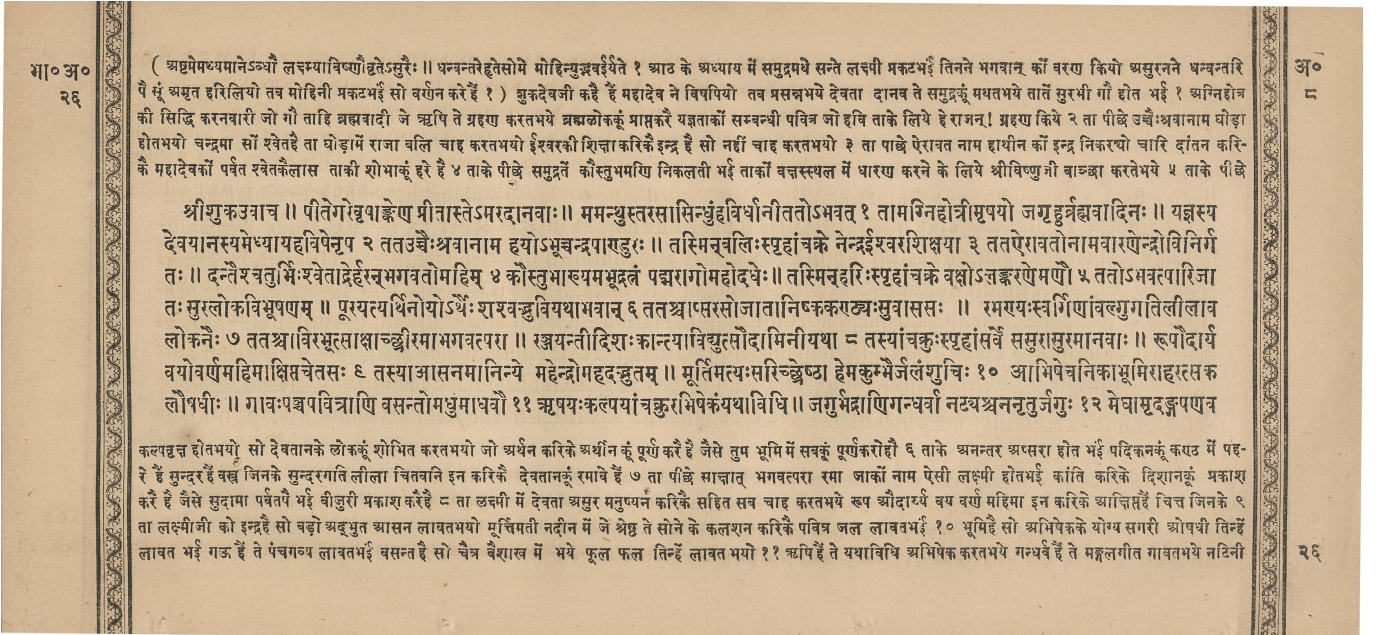 भा० अ०
२६
अ०
८
( अष्टमेमथ्यमानेऽब्धौ लक्ष्म्याविष्णौवृतेऽसुरैः ॥ धन्वन्तरेहृतेसोमे मोहिन्युद्भवईर्यते १ आठ के अध्याय में समुद्रमथे सन्ते लक्ष्मी प्रकटभई तिनने भगवान् कों वरण कियो असुरनने धन्वन्तरि
पै सूं अमृत हरिलियो तब मोहिनी प्रकटभई सो वर्णन करे हैं १ ) शुकदेवजी कहै हैं महादेव ने विषपियो तब प्रसन्नभये देवता दानव ते समुद्रकूं मथतभये तातें सुरभी गौ होत भई १ अग्निहोत्र
की सिद्धि करनवारी जो गौ ताहि ब्रह्मवादी जे ऋषि ते ग्रहण करतभये ब्रह्मलोककूं प्राप्तकरै यज्ञताकों सम्बन्धी पवित्र जो हवि ताके लिये हे राजन्! ग्रहण किये २ ता पीछे उच्चैःश्रवानाम घोड़ा
होतभयो चन्द्रमा सों श्वेतहै ता घोड़ामें राजा बलि चाह करतभयो ईश्वरकी शिक्षाकरिकै इन्द्र है सो नहीं चाह करतभयो ३ ता पाछे ऐरावत नाम हाथीन कों इन्द्र निकरयो चारि दांतन करि-
कै महादेवकों पर्वत श्वेतकैलास ताकी शोभाकूं हरे है ४ ताके पीछे समुद्रतें कौस्तुभमणि निकलती भई ताकों वक्षस्स्थल में धारण करने के लिये श्रीविष्णुजी वाञ्छा करतेभये ५ ताके पीछे
श्रीशुकउवाच ॥ पीतेगरेवृषाङ्केण प्रीतास्तेऽमरदानवाः ॥ ममन्थुस्तरसासिन्धुंहविर्धानीततोऽभवत् १ तामग्निहोत्रीमृषयो जगृहुर्ब्रह्मवादिनः ॥ यज्ञस्य
देवयानस्यमेध्यायहविषेनृप २ ततउच्चैःश्रवानाम हयोऽभूच्चन्द्रपाण्डुरः ॥ तस्मिन्बलिःस्पृहांचक्रे नेन्द्रईश्वरशिक्षया ३ ततऐरावतोनामवारणेन्द्रोविनिर्ग
तः ॥ दन्तैश्चतुर्भिःश्वेताद्रेर्हरन्भगवतोमहिम् ४ कौस्तुभाख्यमभूद्रत्नं पद्मरागोमहोदधेः ॥ तस्मिन्हरिःस्पृहांचक्रे वक्षोऽलङ्करणेमणौ ५ ततोऽभवत्पारिजा
तः सुरलोकविभूषणम् ॥ पूरयत्यर्थिनोयोऽर्थैः शश्वद्भुवियथाभवान् ६ ततश्चाप्सरसोजातानिष्ककण्ठ्यःसुवाससः ॥ रमण्यःस्वर्गिणांवल्गुगतिलीलाव
लोकनैः ७ ततश्चाविरभूत्साक्षाच्छ्रीरमाभगवत्परा ॥ रञ्जयन्तीदिशःकान्त्याविद्युत्सौदामिनीयथा ८ तस्यांचक्रुःस्पृहांसर्वे ससुरासुरमानवाः ॥ रूपौदार्य
वयोवर्णमहिमाक्षिप्तचेतसः ९ तस्याआसनमानिन्ये महेन्द्रोमहदद्भुतम् ॥ मूर्तिमत्यःसरिच्छ्रेष्ठा हेमकुम्भैर्जलंशुचिः १० आभिषेचनिकाभूमिराहरत्सक
लौषधीः ॥ गावःपञ्चपवित्राणि वसन्तोमधुमाधवौ ११ ऋषयःकल्पयांचक्रुरभिषेकंयथाविधि ॥ जगुर्भद्राणिगन्धर्वा नट्यश्चननृतुर्जगुः १२ मेघामृदङ्गपणव
कल्पवृक्ष होतभयो सो देवतानके लोककूं शोभित करतभयो जो अर्थन करिके अर्थीन कूं पूर्ण करै है जैसे तुम भूमि में सबकूं पूर्णकरोहौ ६ ताके अनन्तर अप्सरा होत भई पदिकनकूं कण्ठ में पह-
रे हैं सुन्दर हैं वस्त्र जिनके सुन्दरगति लीला चितवनि इन करिकै देवतानकूं रमावे हैं ७ ता पीछे साक्षात् भगवत्परा रमा जाकों नाम ऐसी लक्ष्मी होतभई कांति करिके दिशानकूं प्रकाश
करै है जैसे सुदामा पर्वतपै भई बीजुरी प्रकाश करैहै ८ ता लक्ष्मी में देवता असुर मनुष्यन करिकै सहित सब चाह करतभये रूप औदार्य्य वय वर्ण महिमा इन करिके आक्षिप्तहैं चित्त जिनके ९
ता लक्ष्मीजी को इन्द्रहै सो बड़ो अद्भुत आसन लावतभयो मूर्त्तिमती नदीन में जे श्रेष्ठ ते सोने के कलशन करिकै पवित्र जल लावतभई १० भूमिहै सो अभिषेकके योग्य सगरी औषधी तिन्हें
लावत भई गऊ हैं ते पंचगव्य लावतभई वसन्त है सो चैत्र बैशाख में भये फूल फल तिन्हें लावत भयो ११ ऋषि हैं ते यथाविधि अभिषेक करतभये गन्धर्व हैं ते मङ्गलगीत गावतभये नटिनी
२६